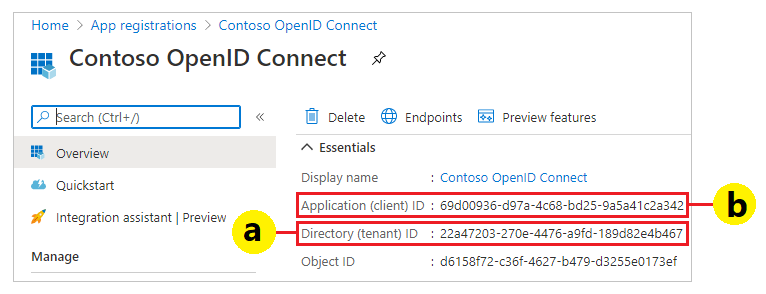 Home > App registrations > Contoso OpenID Connect
Contoso OpenID Connect
Search (Ctrl+/)
Overview
Quickstart
Integration assistant | Preview
Manage
Delete Endpoints Preview features
Essentials
Display name : Contoso OpenID Connect
Application (client) ID : 69d00936-d97a-4c68-bd25-9a5a41c2a342
b
a
Directory (tenant) ID : 22a47203-270e-4476-a9fd-189d82e4b467
Object ID : d6158f72-c36f-4627-b479-d3255e0173ef